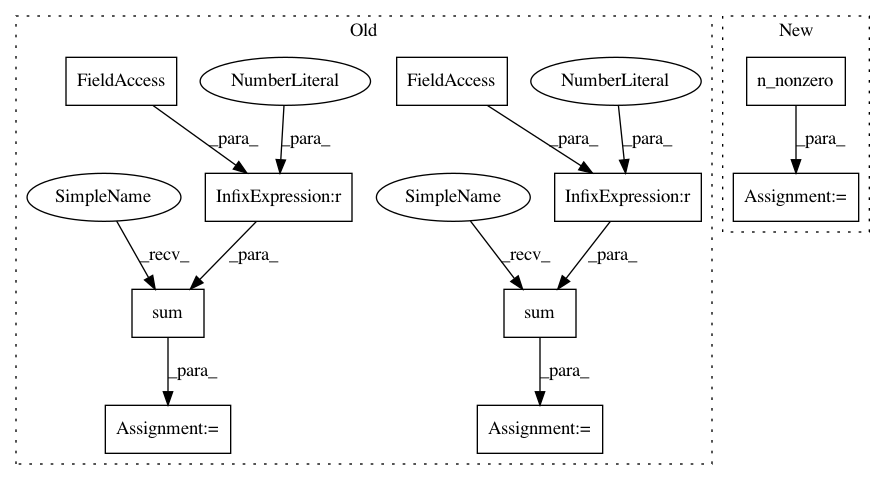 Old
New
FieldAccess
NumberLiteral
FieldAccess
NumberLiteral
n_nonzero
_para_
_para_
_para_
_para_
_para_
SimpleName
InfixExpression:r
SimpleName
InfixExpression:r
Assignment:=
_recv_
_para_
_recv_
_para_
sum
sum
_para_
_para_
Assignment:=
Assignment:=